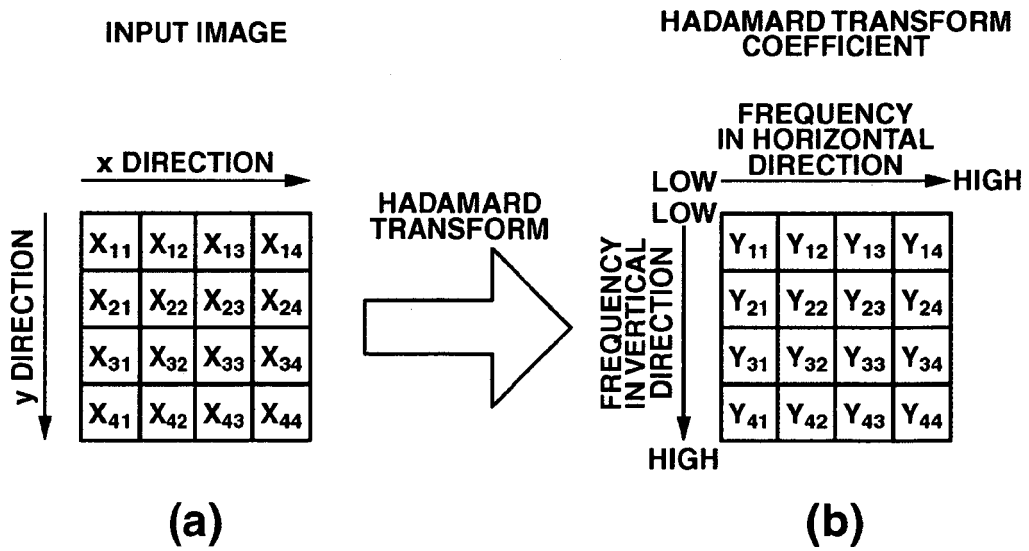 INPUT IMAGE
x DIRECTION
y DIRECTION
X11 X12 X13 X14
X21 X22 X23 X24
X31 X32 X33 X34
X41 X42 X43 X44
(a)
HADAMARD
TRANSFORM
HADAMARD TRANSFORM
COEFFICIENT
FREQUENCY
IN HORIZONTAL
DIRECTION
LOW
HIGH
LOW
FREQUENCY
IN VERTICAL
DIRECTION
HIGH
Y11 Y12 Y13 Y14
Y21 Y22 Y23 Y24
Y31 Y32 Y33 Y34
Y41 Y42 Y43 Y44
(b)